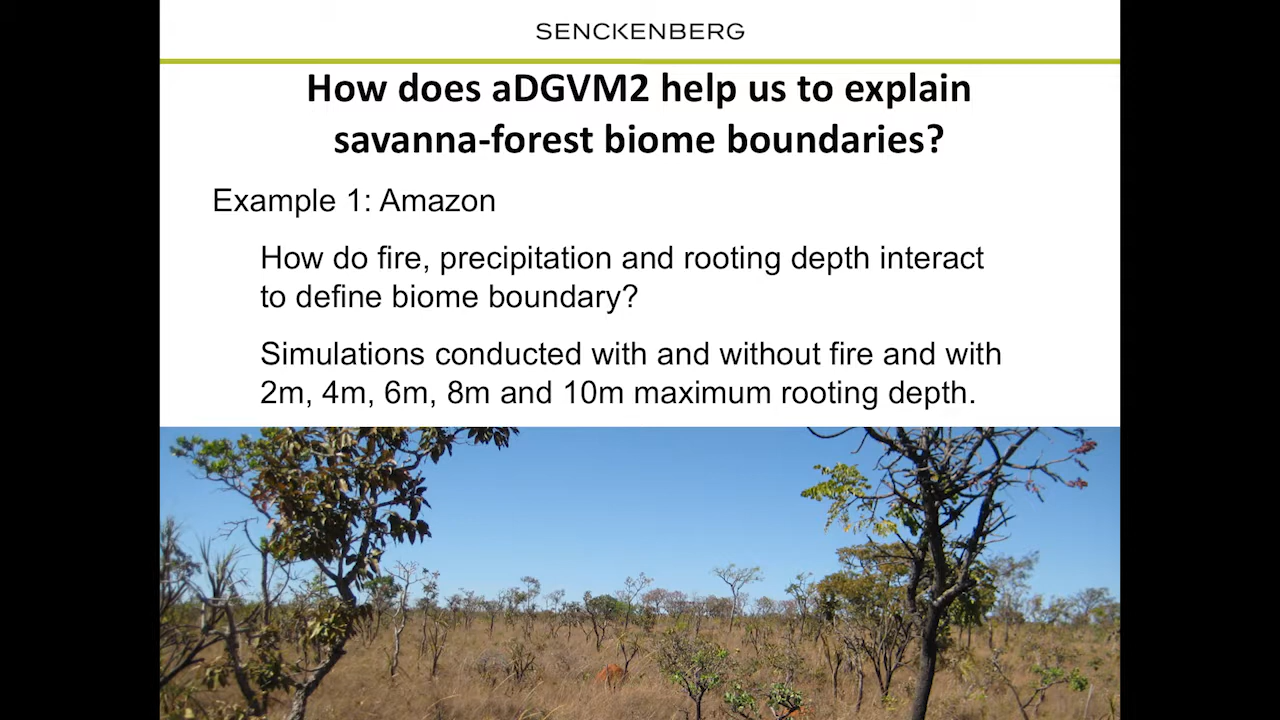 SENCKENBERG
How does aDGVM2 help us to explain
savanna-forest biome boundaries?
Example 1: Amazon
How do fire, precipitation and rooting depth interact
to define biome boundary?
Simulations conducted with and without fire and with
2m, 4m, 6m, 8m and 10m maximum rooting depth.